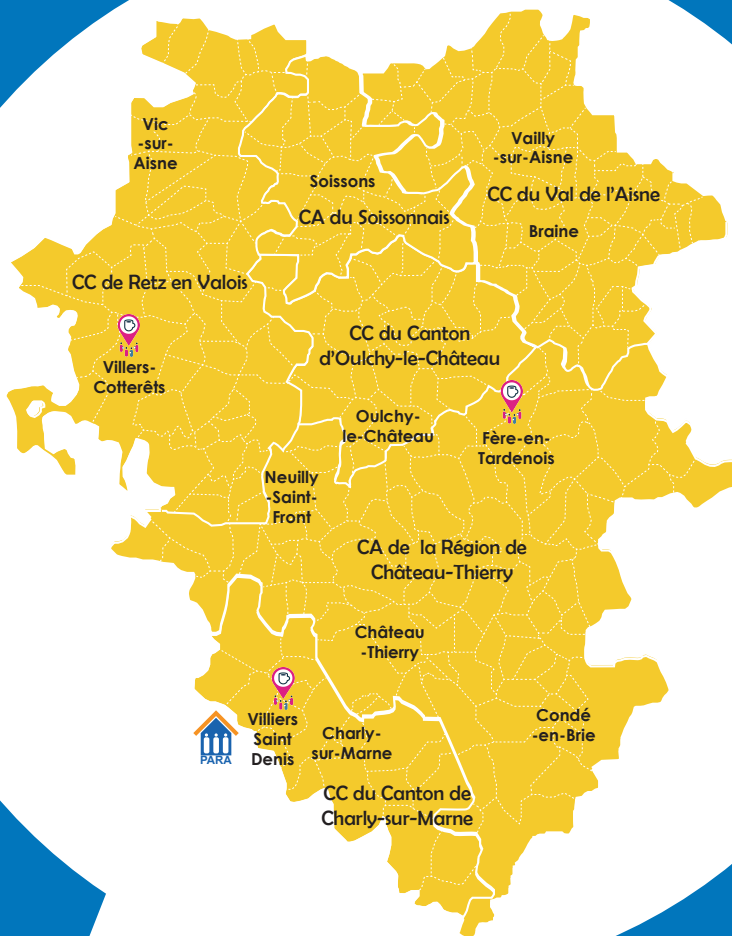 Vic
-sur-
Aisne
Vailly
-sur-Aisne
Soissons
CC du Val de l'Aisne
CA du Soissonnais
Braine
CC de Retz en Valois
CC du Canton
d'Oulchy-le-Château
Villers-
Cotterêts
Oulchy-
le-Château
Fère-en-
Tardenois
Neuilly
-Saint-
Front
CA de la Région de
Château-Thierry
Château
-Thierry
Villiers
Saint
Denis
PARA
Charly-
sur-Marne
Condé
-en-Brie
CC du Canton de
Charly-sur-Marne